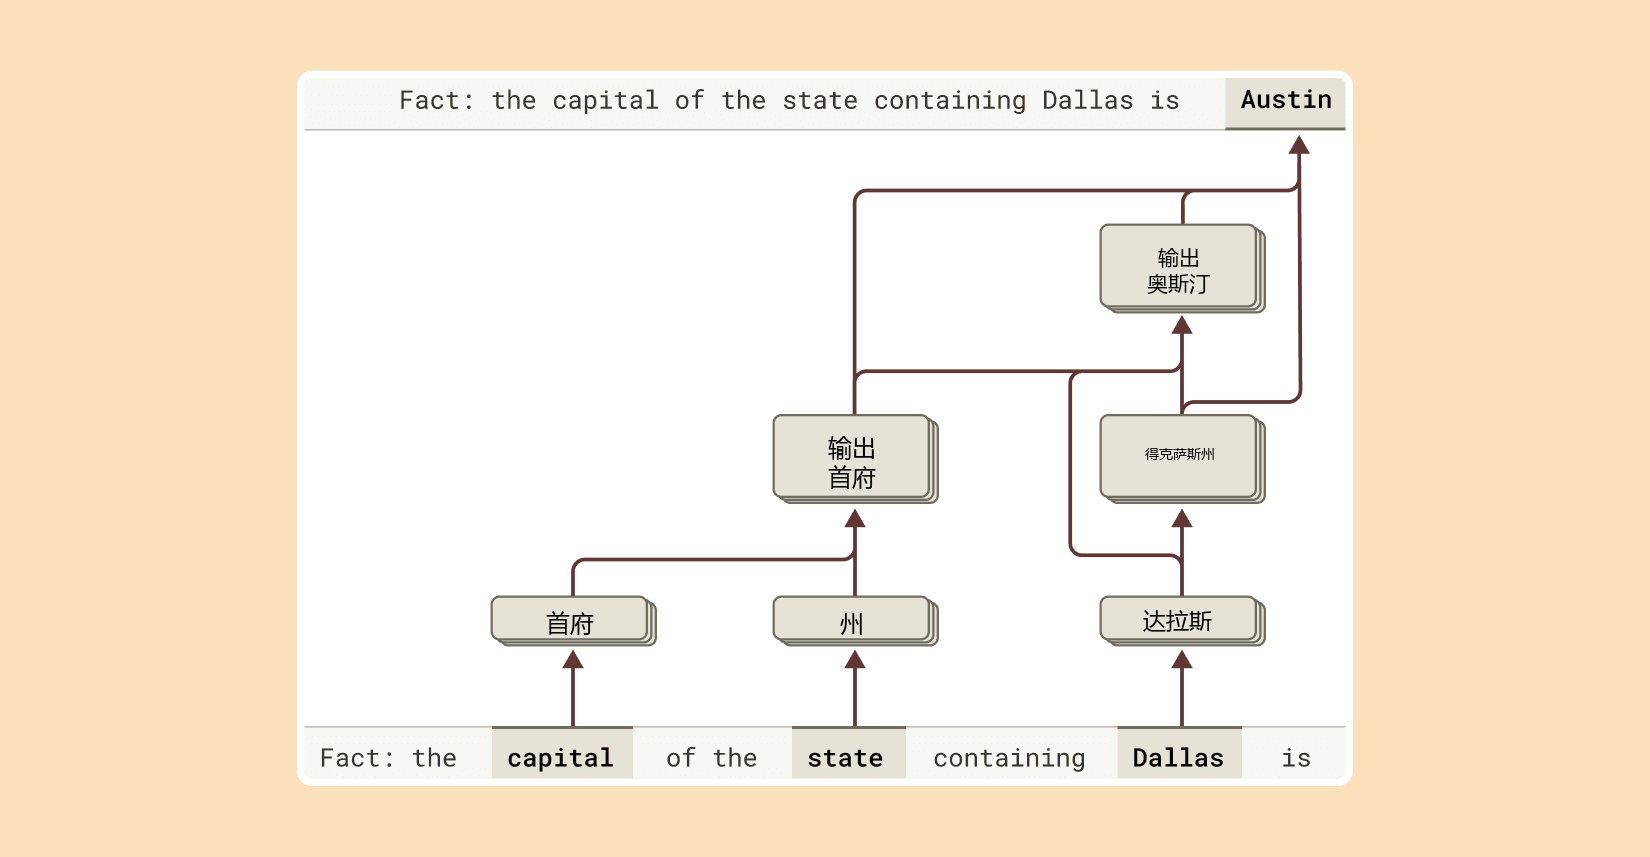 Fact: the capital of the state containing Dallas is Austin
输出
奥斯汀
输出
首府
得克萨斯州
首府
州
达拉斯
Fact: the capital of the state containing Dallas is